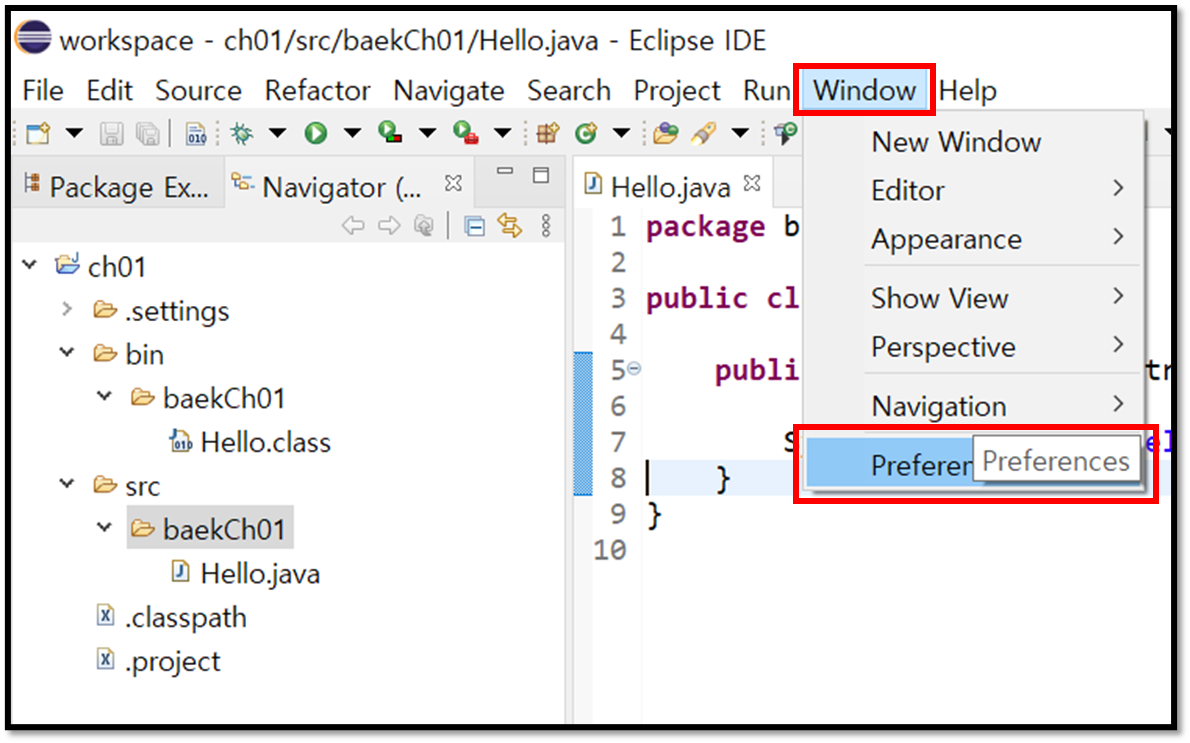 workspace - ch01/src/baekCh01/Hello.java - Eclipse IDE
File Edit Source Refactor Navigate Search Project Run Window Help
Package Ex... Navigator (...
ch01
.settings
bin
baekCh01
Hello.class
src
baekCh01
Hello.java
.classpath
.project
Hello.java
1 package b
2
3 public cl
4
5 publi
6
7 S
8 }
9 }
10
New Window
Editor
Appearance
Show View
Perspective
Navigation
Preferen
Preferences